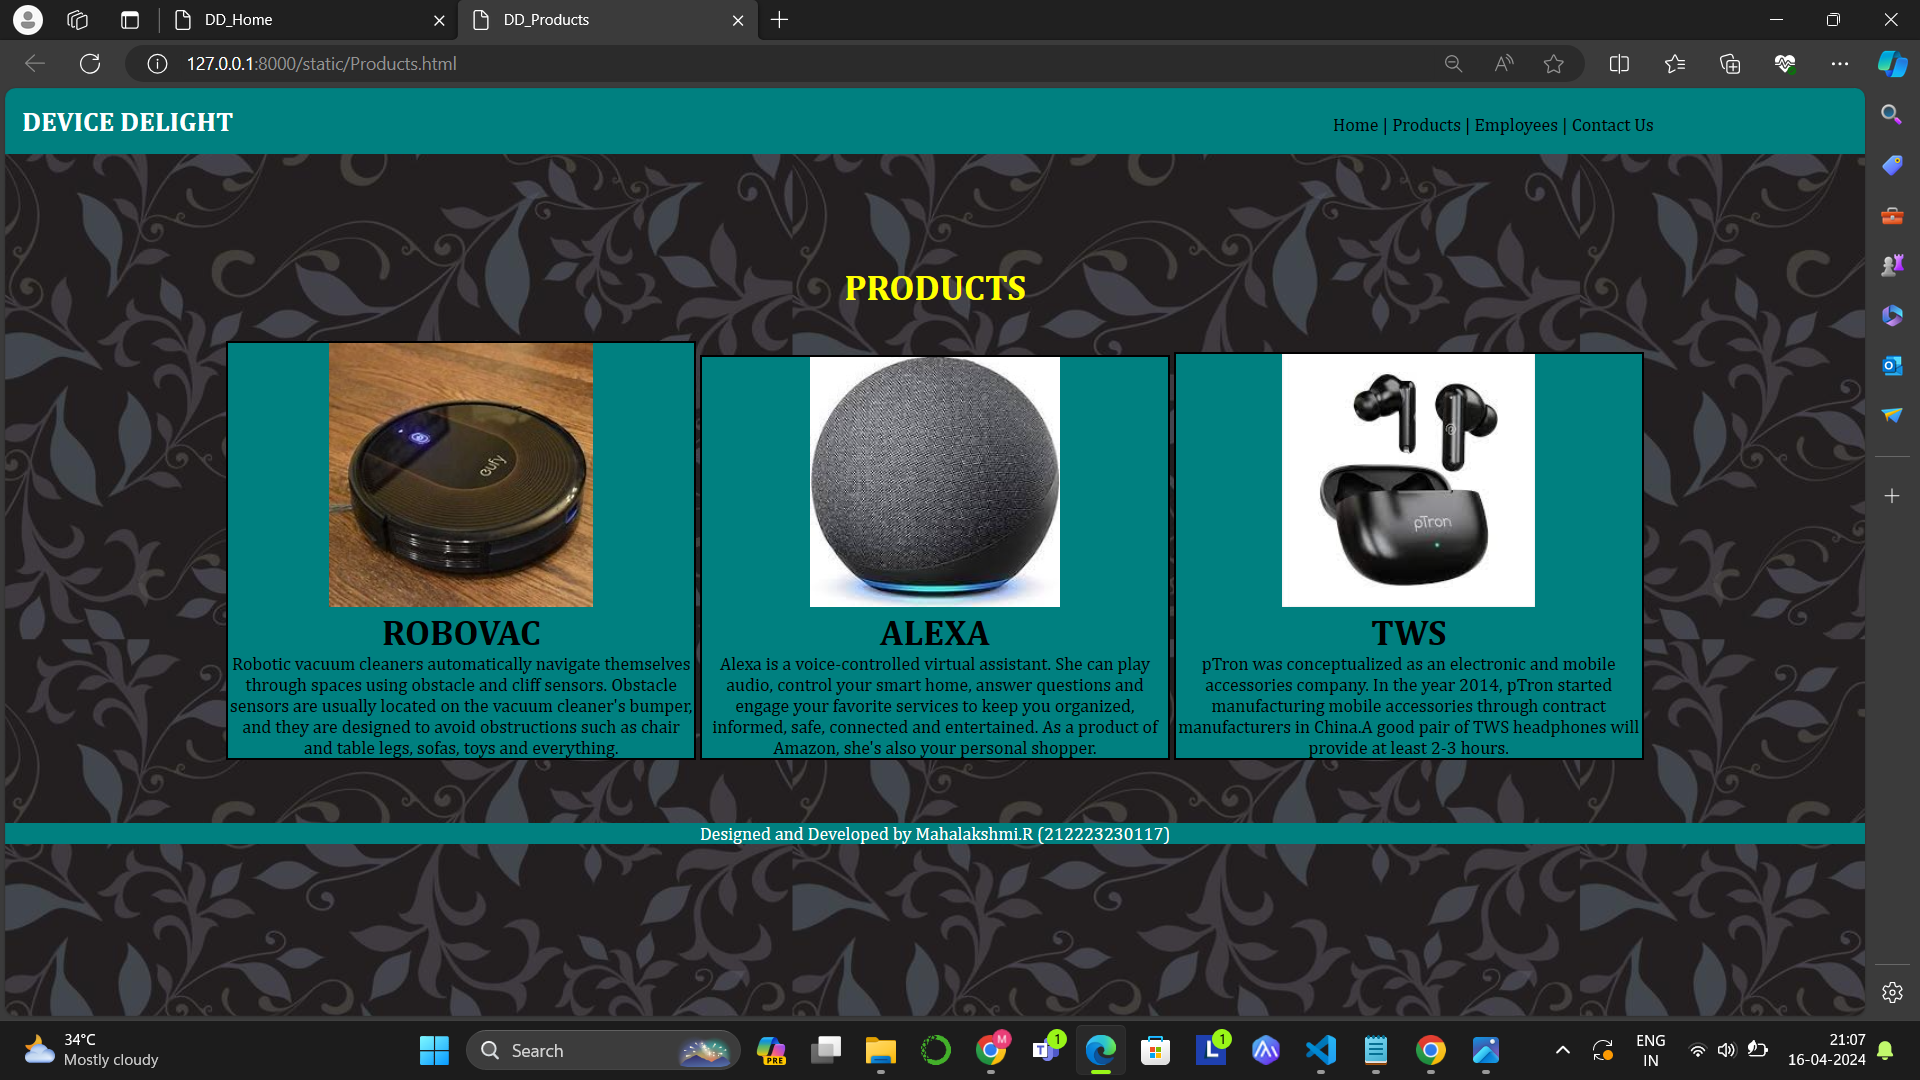 DD_Home
DD_Products
127.0.0.1:8000/static/Products.html
DEVICE DELIGHT
Home | Products | Employees | Contact Us
PRODUCTS
eufy
pTron
ROBOVAC
Robotic vacuum cleaners automatically navigate themselves
through spaces using obstacle and cliff sensors. Obstacle
sensors are usually located on the vacuum cleaner's bumper,
and they are designed to avoid obstructions such as chair
and table legs, sofas, toys and everything.
ALEXA
Alexa is a voice-controlled virtual assistant. She can play
audio, control your smart home, answer questions and
engage your favorite services to keep you organized,
informed, safe, connected and entertained. As a product of
Amazon, she's also your personal shopper.
TWS
pTron was conceptualized as an electronic and mobile
accessories company. In the year 2014, pTron started
manufacturing mobile accessories through contract
manufacturers in China.A good pair of TWS headphones will
provide at least 2-3 hours.
Designed and Developed by Mahalakshmi.R (212223230117)
34°C
Mostly cloudy
Search
PRE
M
1
1
ENG
IN
21:07
16-04-2024